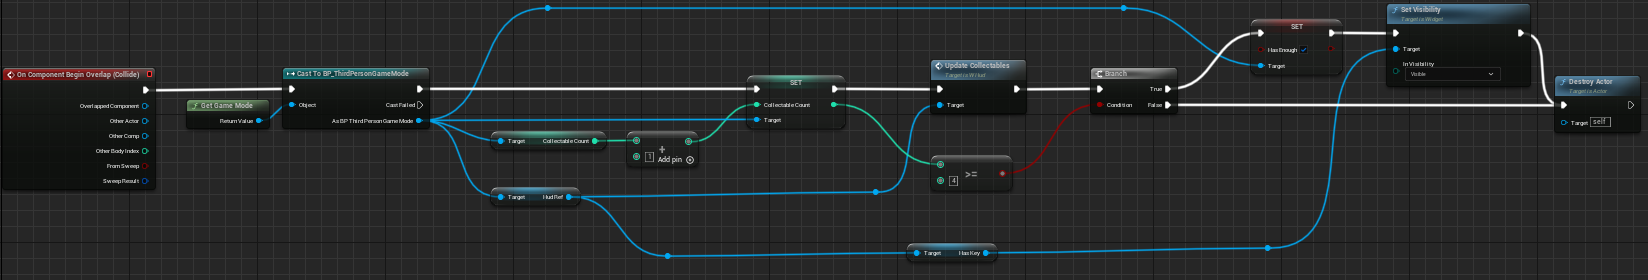 On Component Begin Overlap (Collide)
Overlapped Component
Other Actor
Other Comp
Other Body Index
From Sweep
Sweep Result
Get Game Mode
Return Value
Cast To BP_ThirdPersonGameMode
Object
Cast Failed
As BP Third Person Game Mode
Target
Collectable Count
1
+
Add pin
Target
Hud Ref
SET
Collectable Count
Target
Update Collectables
Target is W Hud
Target
4
>=
Target
Has Key
Branch
Condition
True
False
SET
Has Enough
Target
Set Visibility
Target is Widget
Target
In Visibility
Visible
Destroy Actor
Target is Actor
Target
self